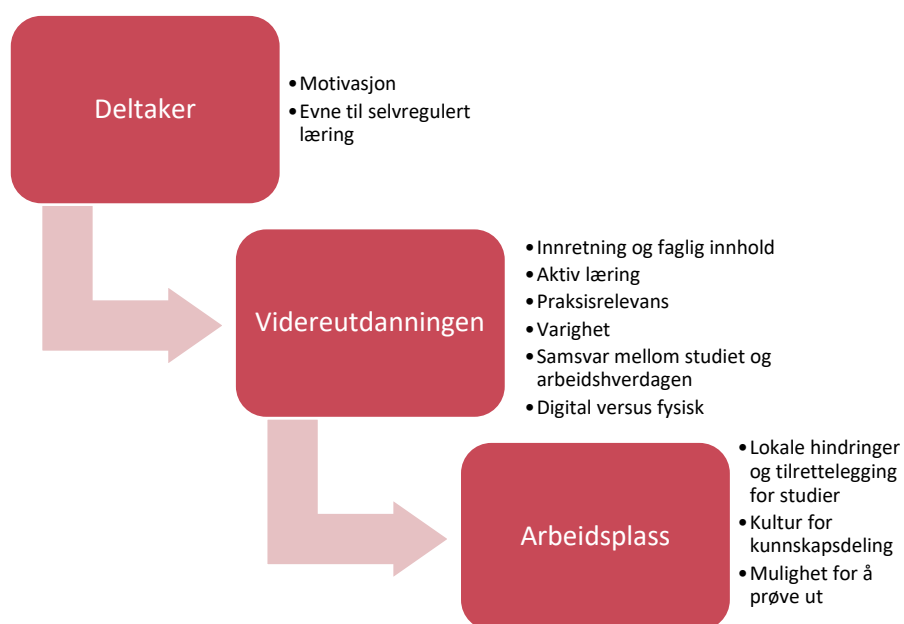 Deltaker
•Motivasjon
•Evne til selvregulert
læring
Videreutdanningen
•Innretning og faglig innhold
•Aktiv læring
•Praksisrelevans
•Varighet
•Samsvar mellom studiet og
arbeidshverdagen
•Digital versus fysisk
Arbeidsplass
•Lokale hindringer
og tilrettelegging
for studier
•Kultur for
kunnskapsdeling
•Mulighet for å
prøve ut